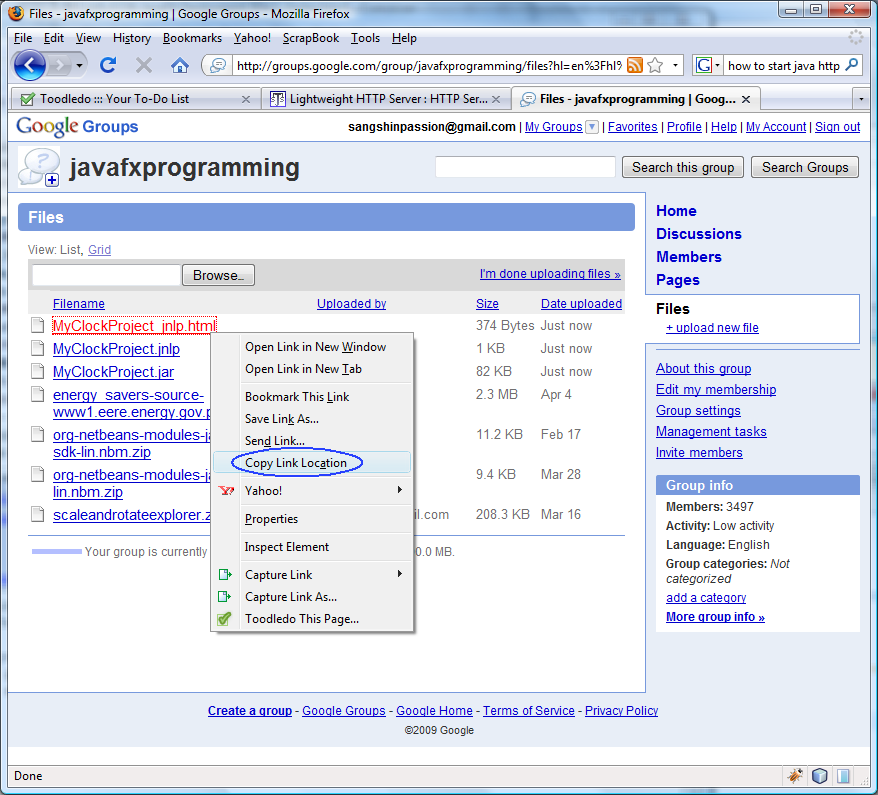 Files - javafxprogramming | Google Groups - Mozilla Firefox
File Edit View History Bookmarks Yahoo! ScrapBook Tools Help
http://groups.google.com/group/javafxprogramming/files?hl=en%3Fhl% G how to start java http
Toodledo ::: Your To-Do List Lightweight HTTP Server : HTTP Ser... Files - javafxprogramming | Goog...
Google Groups sangshinpassion@gmail.com | My Groups | Favorites | Profile | Help | My Account | Sign out
javafxprogramming Search this group Search Groups
Files
View: List, Grid
Browse... I'm done uploading files »
Filename Uploaded by Size Date uploaded
MyClockProject_jnlp.html 374 Bytes Just now
MyClockProject.jnlp 1 KB Just now
MyClockProject.jar 82 KB Just now
energy_savers-source- 2.3 MB Apr 4
www1.eere.energy.gov.p
org-netbeans-modules-ja 11.2 KB Feb 17
sdk-lin.nbm.zip
org-netbeans-modules-ja 9.4 KB Mar 28
lin.nbm.zip
scaleandrotateexplorer.z il.com 208.3 KB Mar 16
Your group is currently 0.0 MB.
Open Link in New Window
Open Link in New Tab
Bookmark This Link
Save Link As...
Send Link...
Copy Link Location
Yahoo!
Properties
Inspect Element
Capture Link
Capture Link As...
Toodledo This Page...
Home
Discussions
Members
Pages
Files
+ upload new file
About this group
Edit my membership
Group settings
Management tasks
Invite members
Group info
Members: 3497
Activity: Low activity
Language: English
Group categories: Not
categorized
add a category
More group info »
Create a group - Google Groups - Google Home - Terms of Service - Privacy Policy
©2009 Google
Done